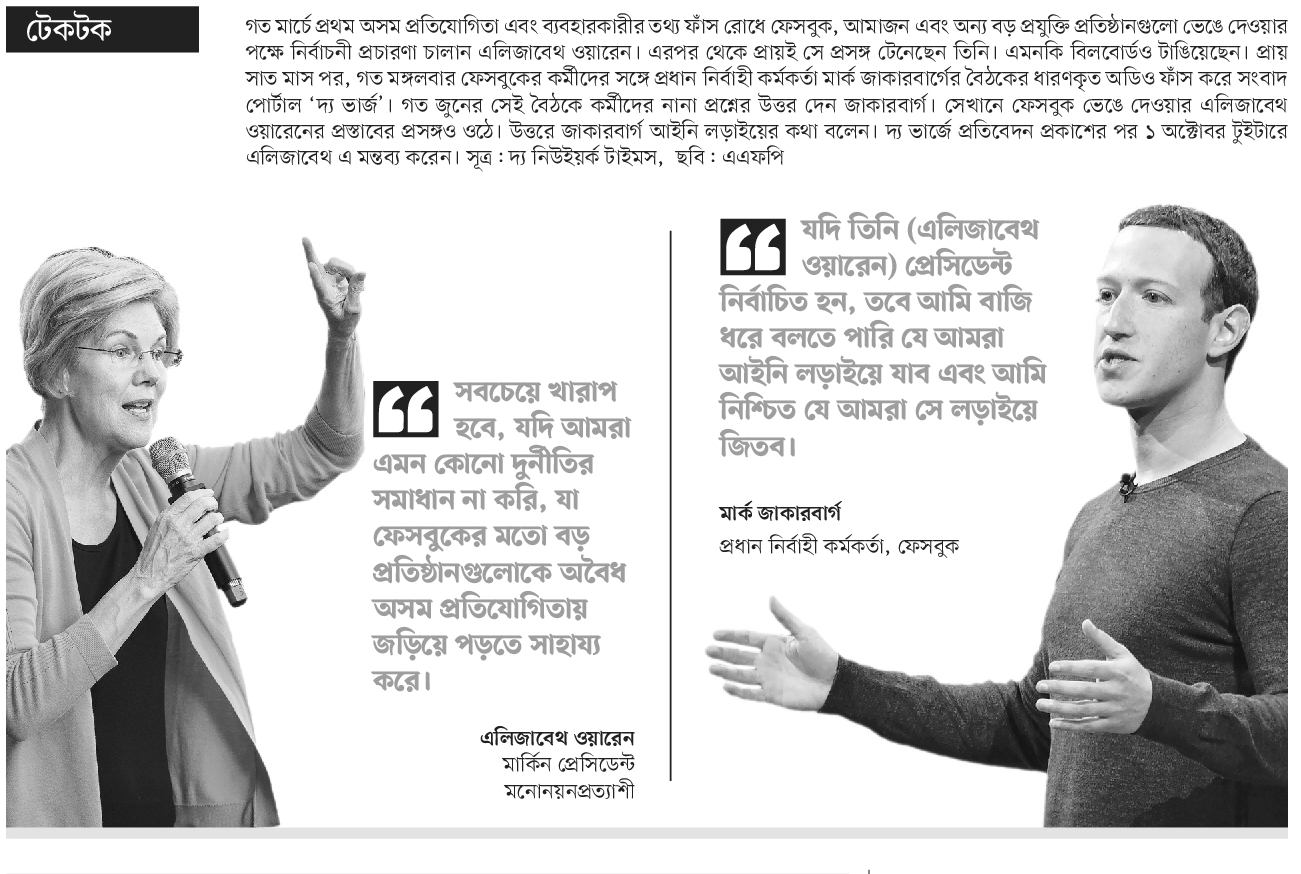 টেকটক
গত মার্চে প্রথম অসম প্রতিযোগিতা এবং ব্যবহারকারীর তথ্য ফাঁস রোধে ফেসবুক, আমাজন এবং অন্য বড় প্রযুক্তি প্রতিষ্ঠানগুলো ভেঙে দেওয়ার
পক্ষে নির্বাচনী প্রচারণা চালান এলিজাবেথ ওয়ারেন। এরপর থেকে প্রায়ই সে প্রসঙ্গ টেনেছেন তিনি। এমনকি বিলবোর্ডও টাঙিয়েছেন। প্রায়
সাত মাস পর, গত মঙ্গলবার ফেসবুকের কর্মীদের সঙ্গে প্রধান নির্বাহী কর্মকর্তা মার্ক জাকারবার্গের বৈঠকের ধারণকৃত অডিও ফাঁস করে সংবাদ
পোর্টাল ‘দ্য ভার্জ’। গত জুনের সেই বৈঠকে কর্মীদের নানা প্রশ্নের উত্তর দেন জাকারবার্গ। সেখানে ফেসবুক ভেঙে দেওয়ার এলিজাবেথ
ওয়ারেনের প্রস্তাবের প্রসঙ্গও ওঠে। উত্তরে জাকারবার্গ আইনি লড়াইয়ের কথা বলেন। দ্য ভার্জে প্রতিবেদন প্রকাশের পর ১ অক্টোবর টুইটারে
এলিজাবেথ এ মন্তব্য করেন। সূত্র : দ্য নিউইয়র্ক টাইমস, ছবি : এএফপি
“ সবচেয়ে খারাপ
হবে, যদি আমরা
এমন কোনো দুর্নীতির
সমাধান না করি, যা
ফেসবুকের মতো বড়
প্রতিষ্ঠানগুলোকে অবৈধ
অসম প্রতিযোগিতায়
জড়িয়ে পড়তে সাহায্য
করে।
এলিজাবেথ ওয়ারেন
মার্কিন প্রেসিডেন্ট
মনোনয়নপ্রত্যাশী
“ যদি তিনি (এলিজাবেথ
ওয়ারেন) প্রেসিডেন্ট
নির্বাচিত হন, তবে আমি বাজি
ধরে বলতে পারি যে আমরা
আইনি লড়াইয়ে যাব এবং আমি
নিশ্চিত যে আমরা সে লড়াইয়ে
জিতব।
মার্ক জাকারবার্গ
প্রধান নির্বাহী কর্মকর্তা, ফেসবুক